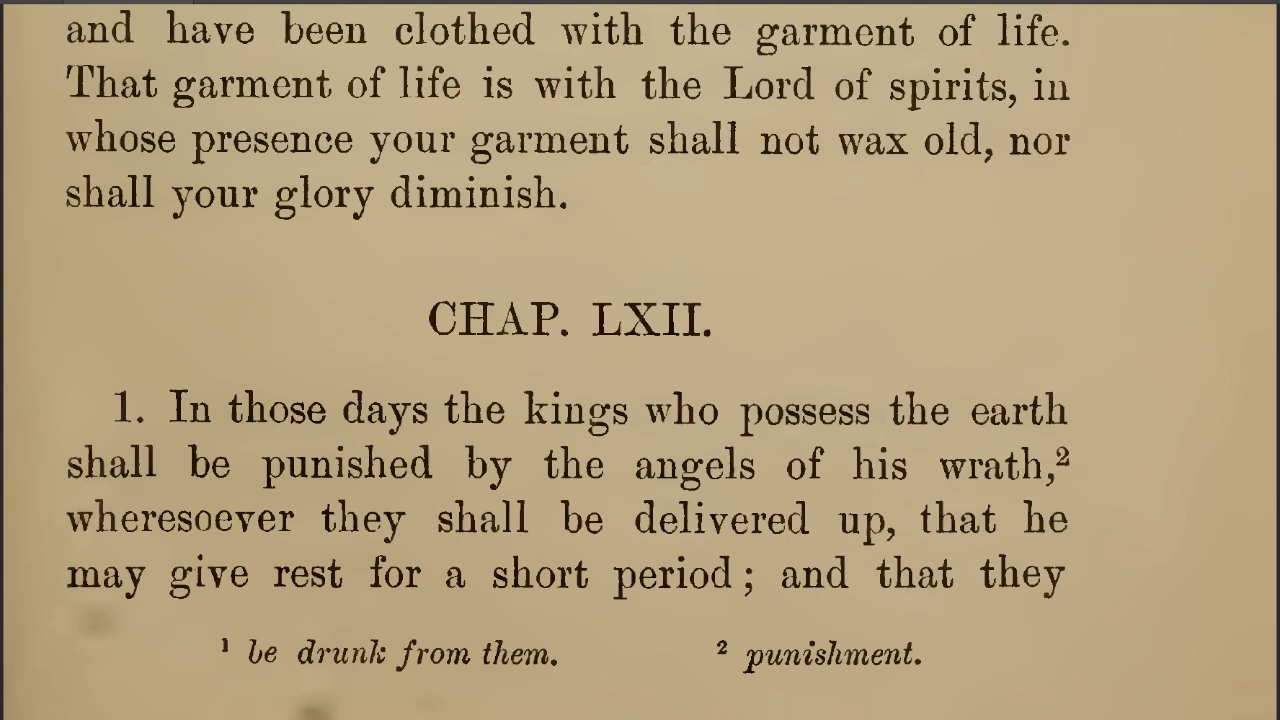 and have been clothed with the garment of life.
That garment of life is with the Lord of spirits, in
whose presence your garment shall not wax old, nor
shall your glory diminish.
CHAP. LXII.
1. In those days the kings who possess the earth
shall be punished by the angels of his wrath,²
wheresoever they shall be delivered up, that he
may give rest for a short period; and that they
¹ be drunk from them. ² punishment.